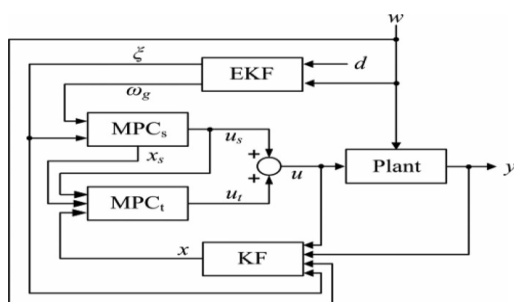 w
ξ
EKF
d
ω_g
MPC_s
u_s
x_s
+
+
u
Plant
y
MPC_t
u_t
x
KF